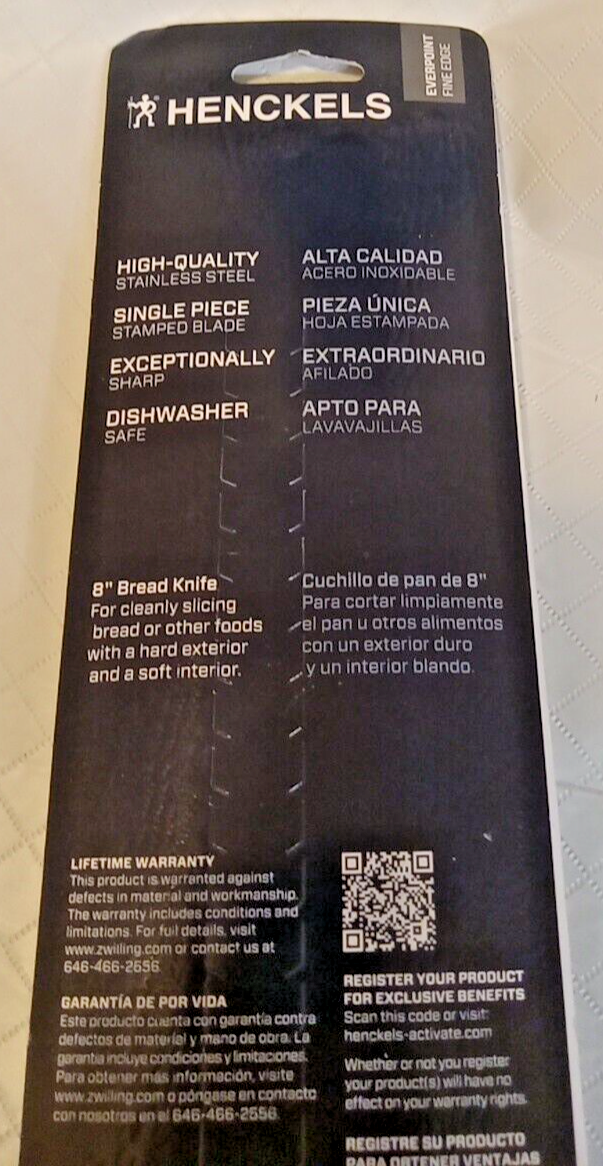 EVERPOINT
FINE EDGE
HENCKELS
HIGH-QUALITY
STAINLESS STEEL
SINGLE PIECE
STAMPED BLADE
EXCEPTIONALLY
SHARP
DISHWASHER
SAFE
ALTA CALIDAD
ACERO INOXIDABLE
PIEZA ÚNICA
HOJA ESTAMPADA
EXTRAORDINARIO
AFILADO
APTO PARA
LAVAVAJILLAS
8" Bread Knife
For cleanly slicing
bread or other foods
with a hard exterior
and a soft interior.
Cuchillo de pan de 8"
Para cortar limpiamente
el pan u otros alimentos
con un exterior duro
y un interior blando.
LIFETIME WARRANTY
This product is warranted against
defects in material and workmanship.
The warranty includes conditions and
limitations. For full details, visit
www.zwilling.com or contact us at
646-466-2556
GARANTÍA DE POR VIDA
Este producto cuenta con garantía contra
defectos de material y mano de obra. La
garantía incluye condiciones y limitaciones.
Para obtener más información, visite
www.zwilling.com o póngase en contacto
con nosotros en el 646-466-2556.
REGISTER YOUR PRODUCT
FOR EXCLUSIVE BENEFITS
Scan this code or visit:
henckels-activate.com
Whether or not you register
your product(s) will have no
effect on your warranty rights.
REGISTRE SU PRODUCTO
PARA OBTENER VENTAJAS